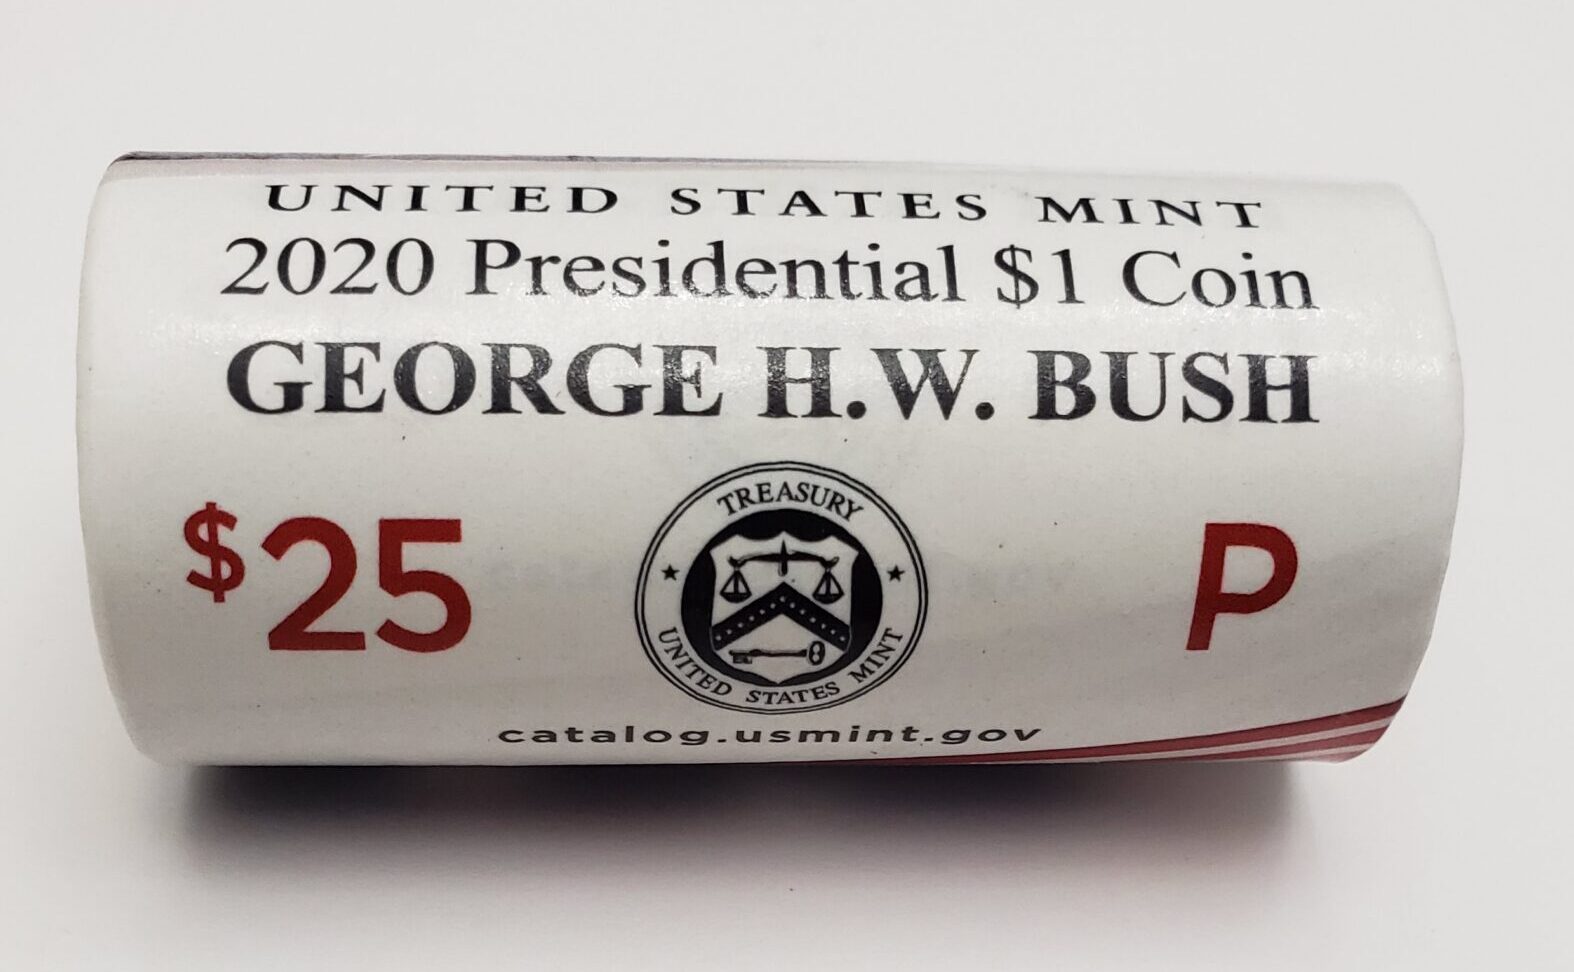 UNITED STATES MINT
2020 Presidential $1 Coin
GEORGE H.W. BUSH
$25
TREASURY
UNITED STATES MINT
P
catalog.usmint.gov